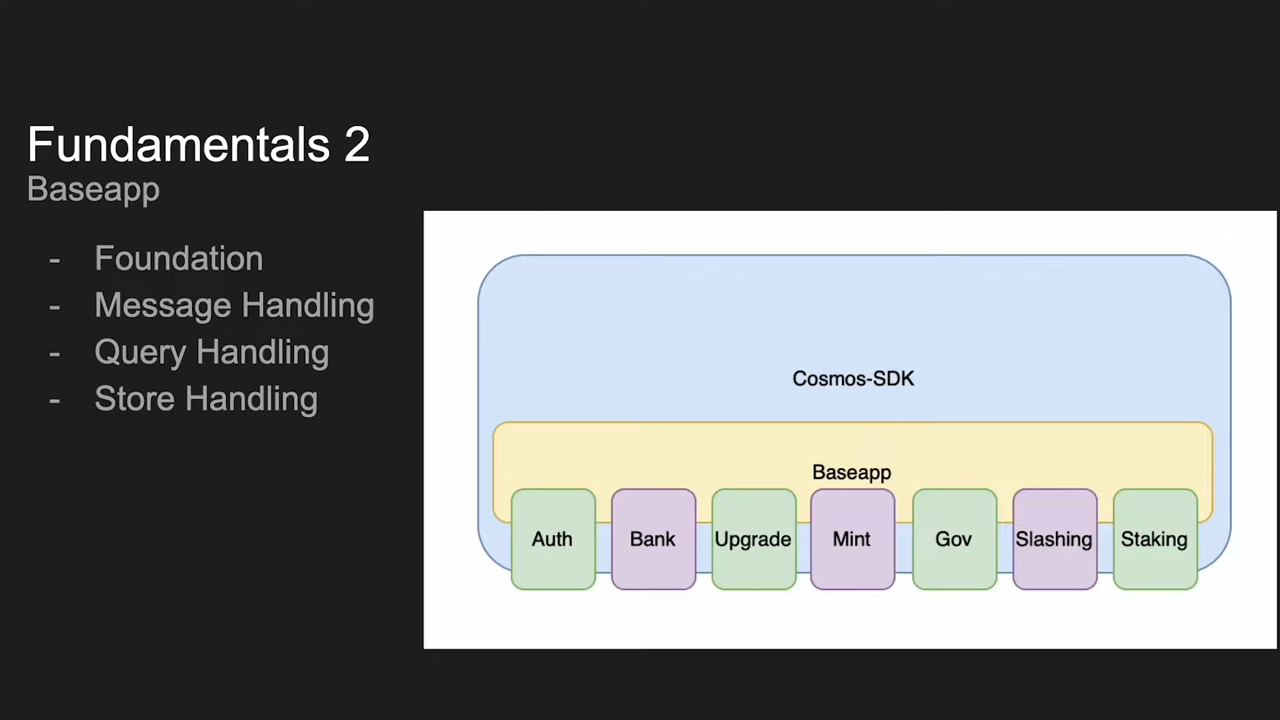 Fundamentals 2
Baseapp
- Foundation
- Message Handling
- Query Handling
- Store Handling
Cosmos-SDK
Baseapp
Auth
Bank
Upgrade
Mint
Gov
Slashing
Staking